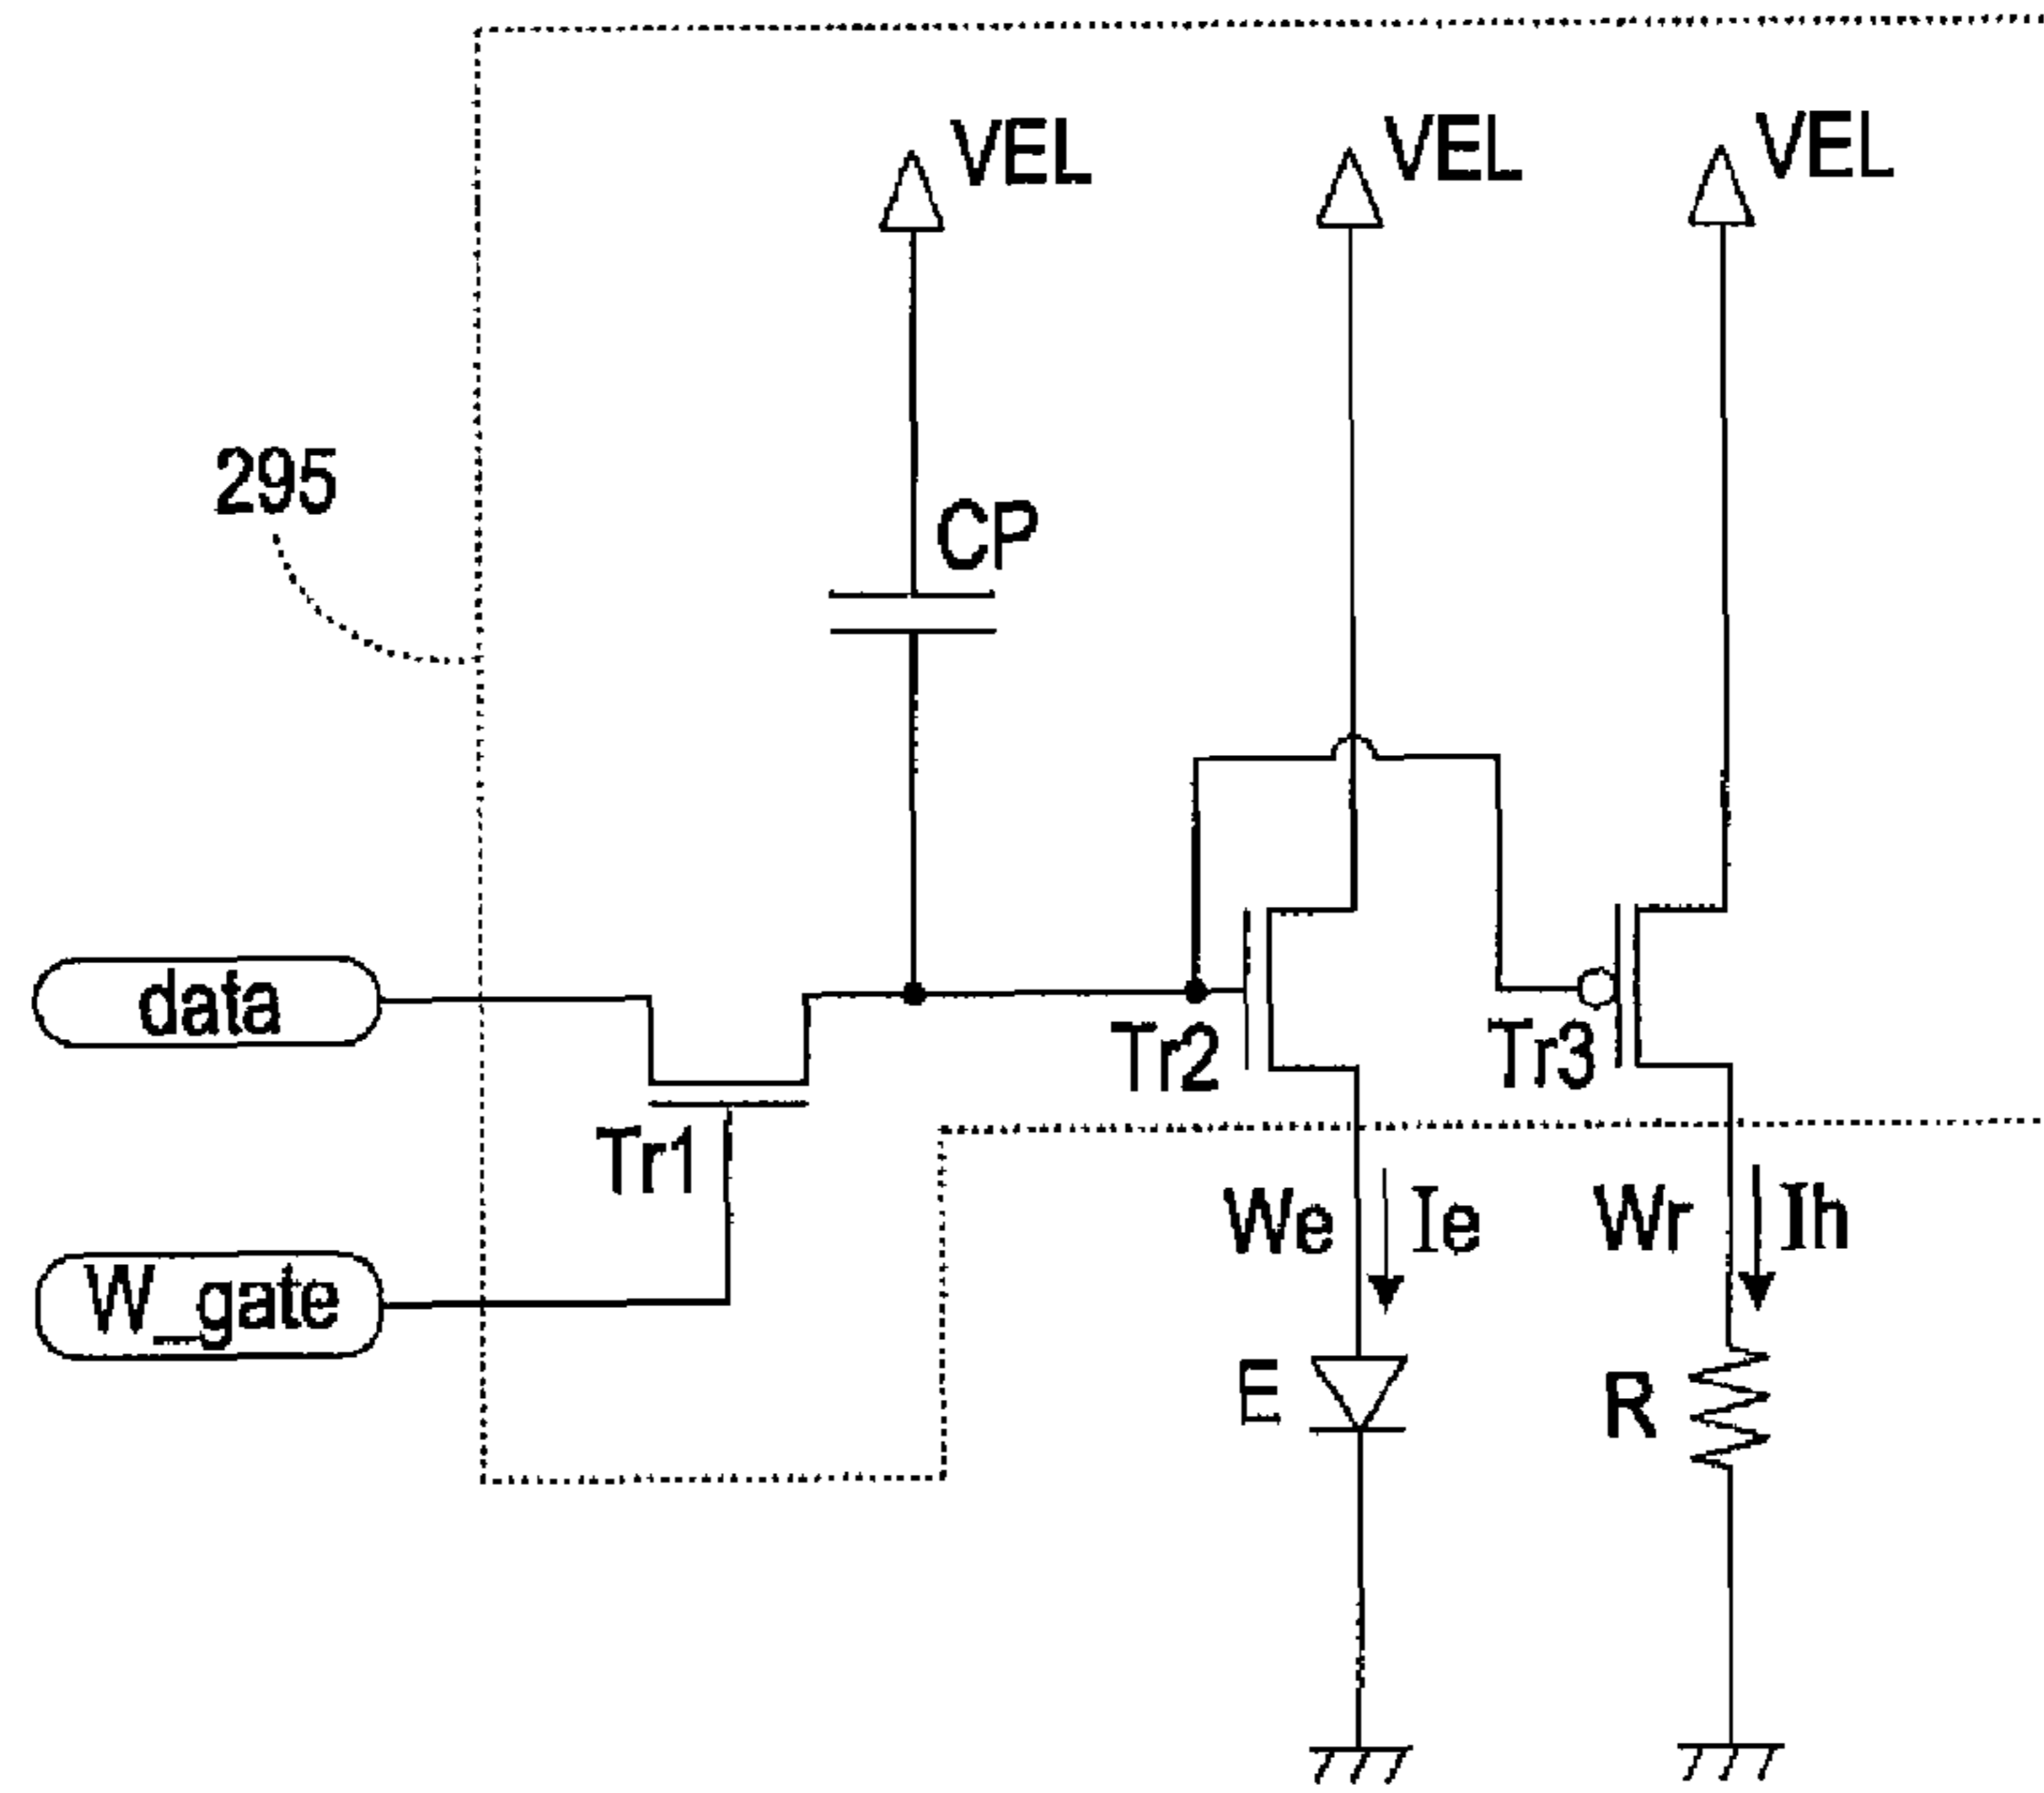 VEL
VEL
VEL
295
CP
data
Tr2
Tr3
Tr1
We
Ie
Wr
Ih
W_gate
E
R